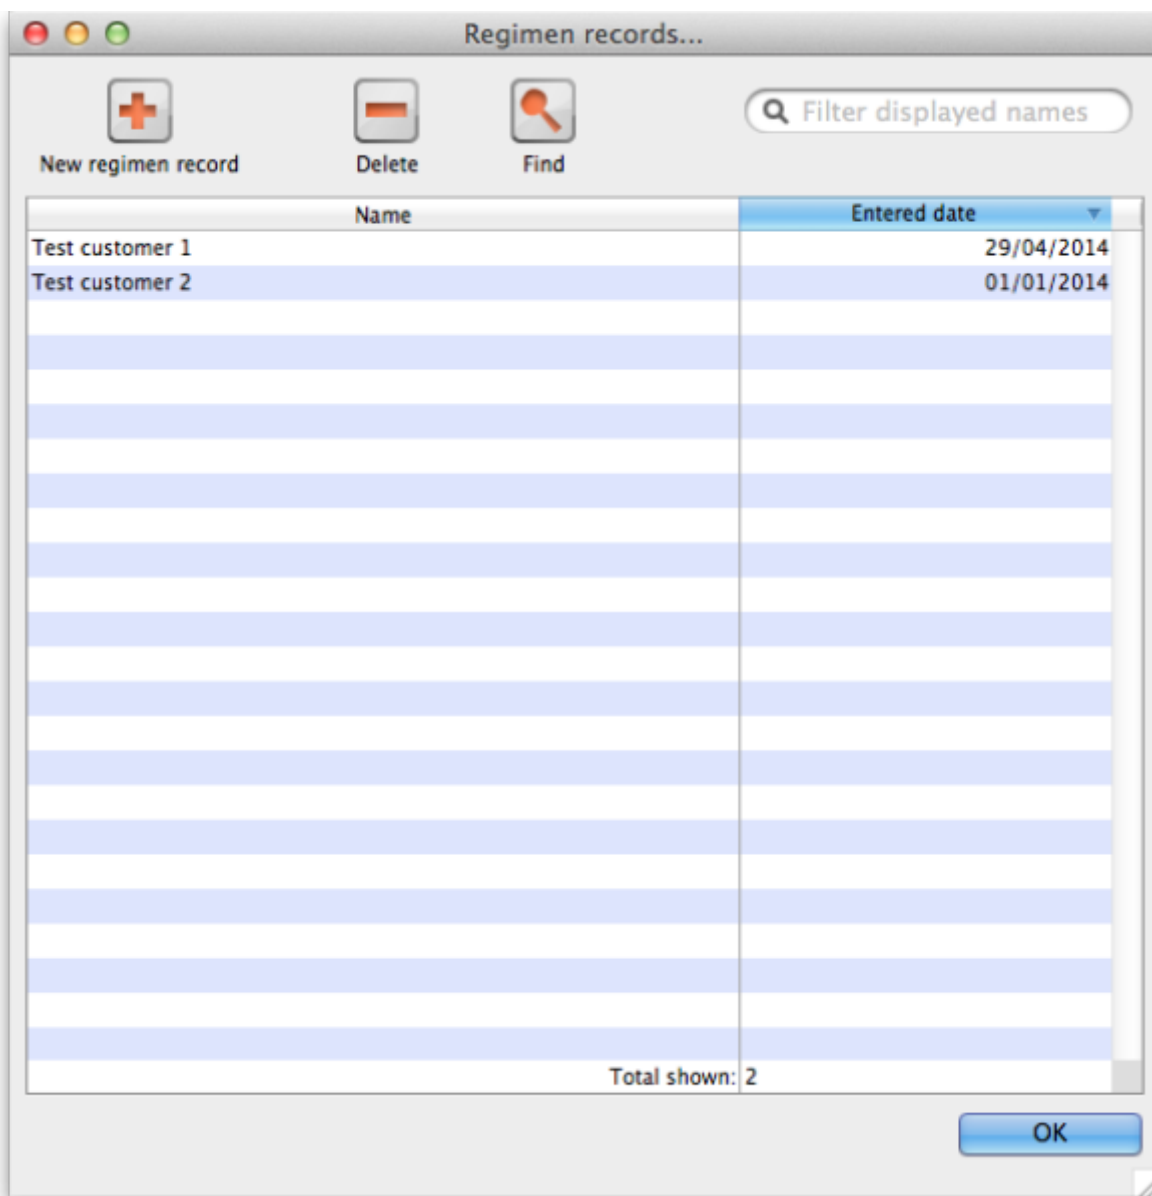 Regimen records...
New regimen record
Delete
Find
Filter displayed names
Name Entered date
Test customer 1 29/04/2014
Test customer 2 01/01/2014
Total shown: 2
OK